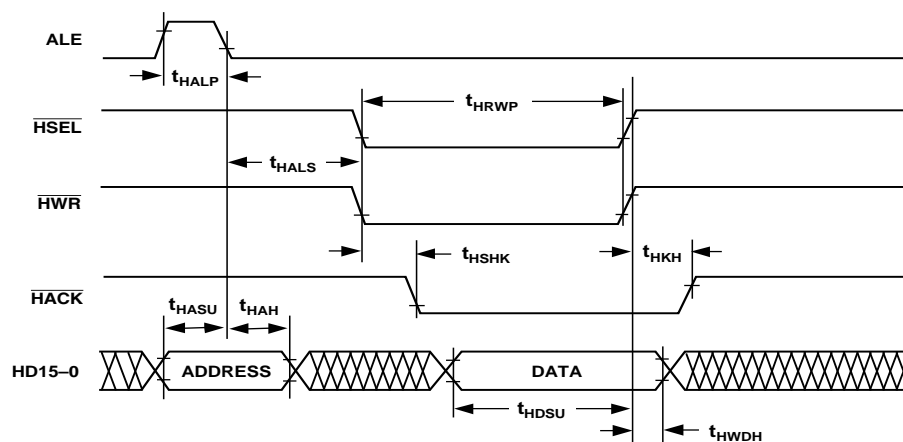 ALE
tHALP
tHRWP
HSEL
tHALS
HWR
tHSHK
tHKH
HACK
tHASU
tHAH
HD15–0
ADDRESS
DATA
tHDSU
tHWDH